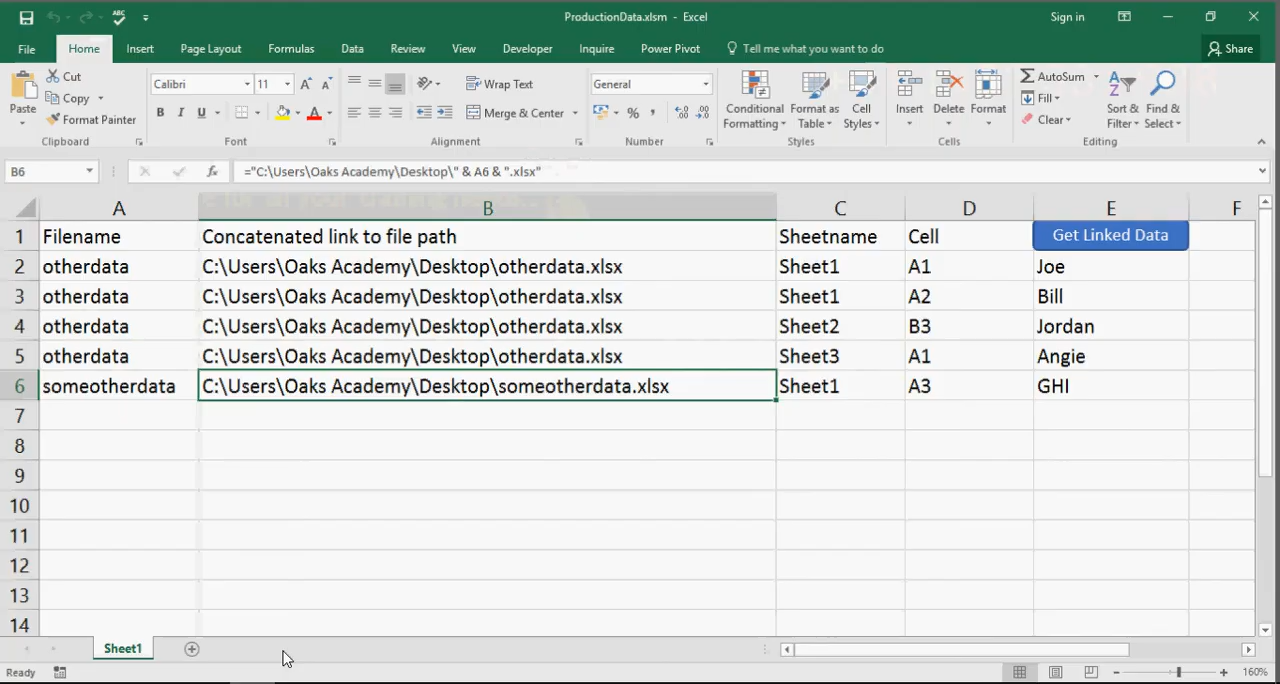 ProductionData.xlsm - Excel
Sign in
File Home Insert Page Layout Formulas Data Review View Developer Inquire Power Pivot Tell me what you want to do Share
Paste
Cut
Copy
Format Painter
Clipboard
Calibri 11
B I U
Font
Wrap Text
Merge & Center
Alignment
General
Number
Conditional Formatting
Format as Table
Cell Styles
Styles
Insert
Delete
Format
Cells
AutoSum
Fill
Clear
Sort & Filter
Find & Select
Editing
B6 fx ="C:\Users\Oaks Academy\Desktop\" & A6 & ".xlsx"
A B C D E F
1 Filename Concatenated link to file path Sheetname Cell Get Linked Data
2 otherdata C:\Users\Oaks Academy\Desktop\otherdata.xlsx Sheet1 A1 Joe
3 otherdata C:\Users\Oaks Academy\Desktop\otherdata.xlsx Sheet1 A2 Bill
4 otherdata C:\Users\Oaks Academy\Desktop\otherdata.xlsx Sheet2 B3 Jordan
5 otherdata C:\Users\Oaks Academy\Desktop\otherdata.xlsx Sheet3 A1 Angie
6 someotherdata C:\Users\Oaks Academy\Desktop\someotherdata.xlsx Sheet1 A3 GHI
7
8
9
10
11
12
13
14
Sheet1
Ready
160%